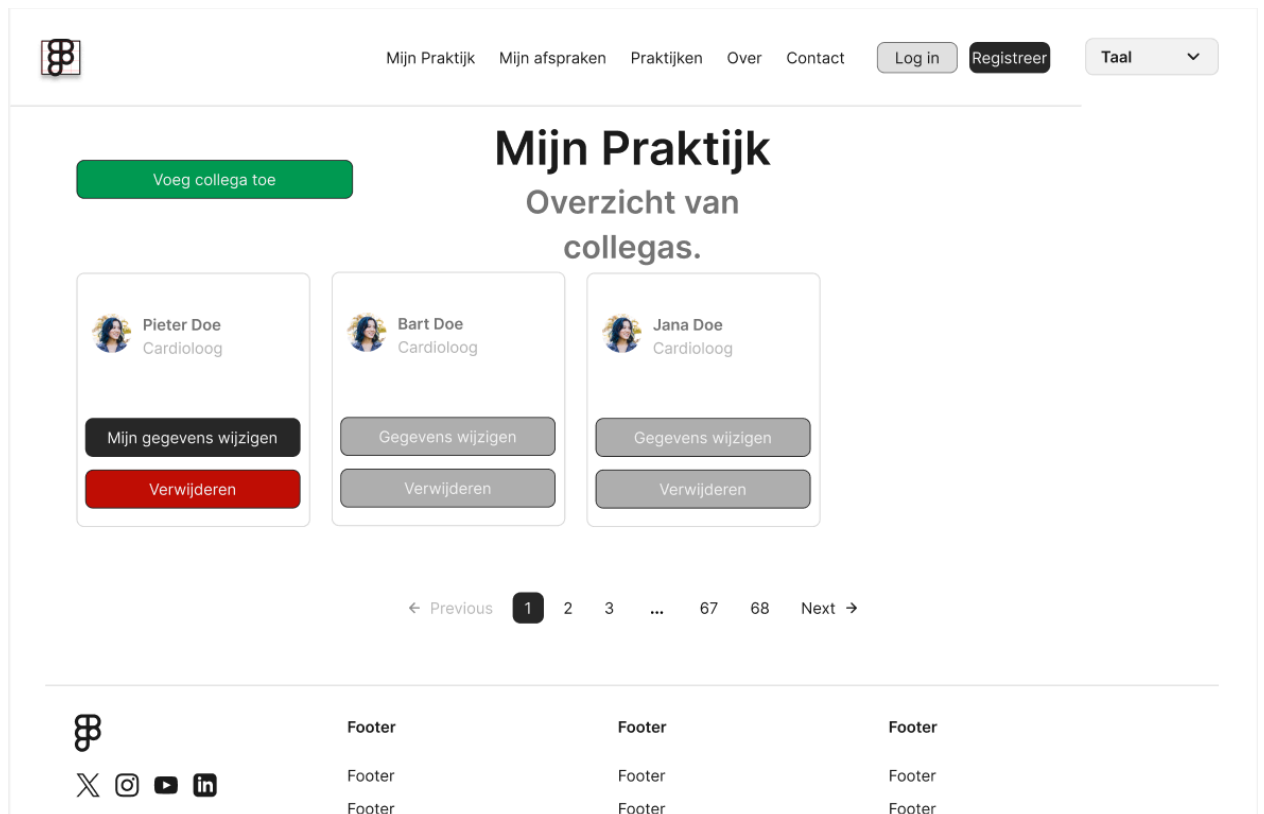 Mijn Praktijk Mijn afspraken Praktijken Over Contact Log in Registreer Taal
Mijn Praktijk
Voeg collega toe
Overzicht van
collegas.
Pieter Doe
Cardioloog
Mijn gegevens wijzigen
Verwijderen
Bart Doe
Cardioloog
Gegevens wijzigen
Verwijderen
Jana Doe
Cardioloog
Gegevens wijzigen
Verwijderen
← Previous 1 2 3 ... 67 68 Next →
Footer Footer Footer
Footer Footer Footer
Footer Footer Footer